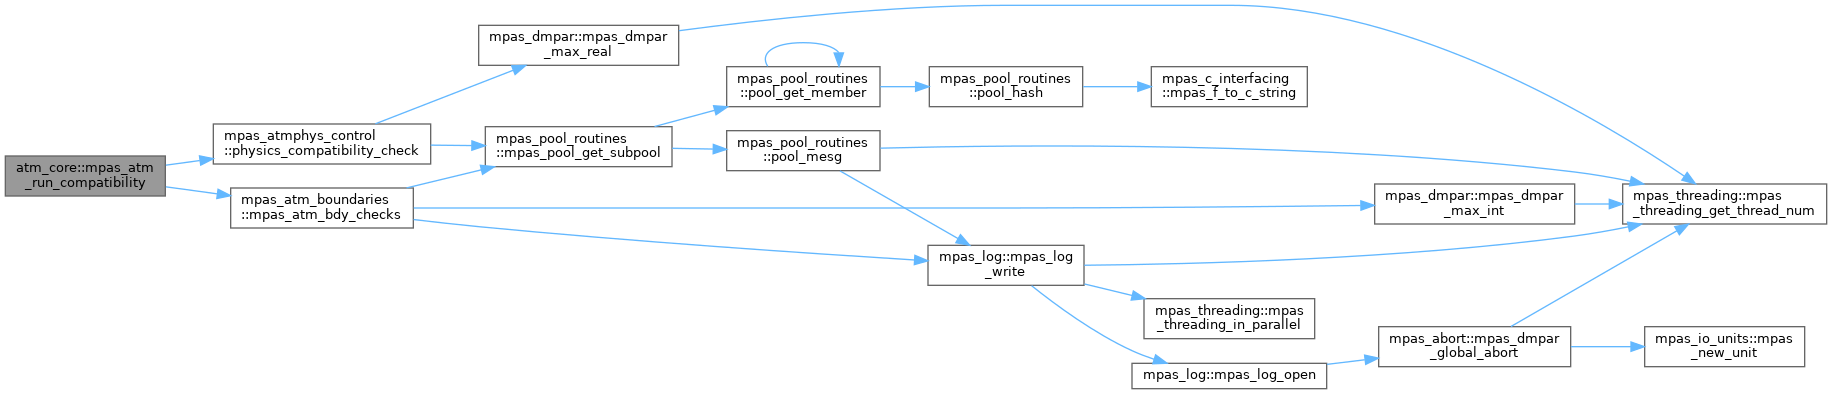 atm_core::mpas_atm
_run_compatibility
mpas_atmphys_control
::physics_compatibility_check
mpas_atm_boundaries
::mpas_atm_bdy_checks
mpas_dmpar::mpas_dmpar
_max_real
mpas_pool_routines
::mpas_pool_get_subpool
mpas_pool_routines
::pool_get_member
mpas_pool_routines
::pool_mesg
mpas_pool_routines
::pool_hash
mpas_c_interfacing
::mpas_f_to_c_string
mpas_log::mpas_log
_write
mpas_dmpar::mpas_dmpar
_max_int
mpas_threading::mpas
_threading_get_thread_num
mpas_threading::mpas
_threading_in_parallel
mpas_log::mpas_log_open
mpas_abort::mpas_dmpar
_global_abort
mpas_io_units::mpas
_new_unit